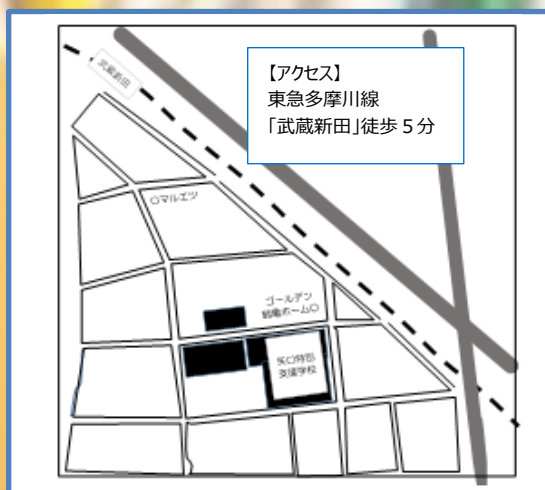 武蔵新田
【アクセス】
東急多摩川線
「武蔵新田」徒歩５分
○マルエツ
ゴールデン
鶴亀ホーム○
矢口特別
支援学校